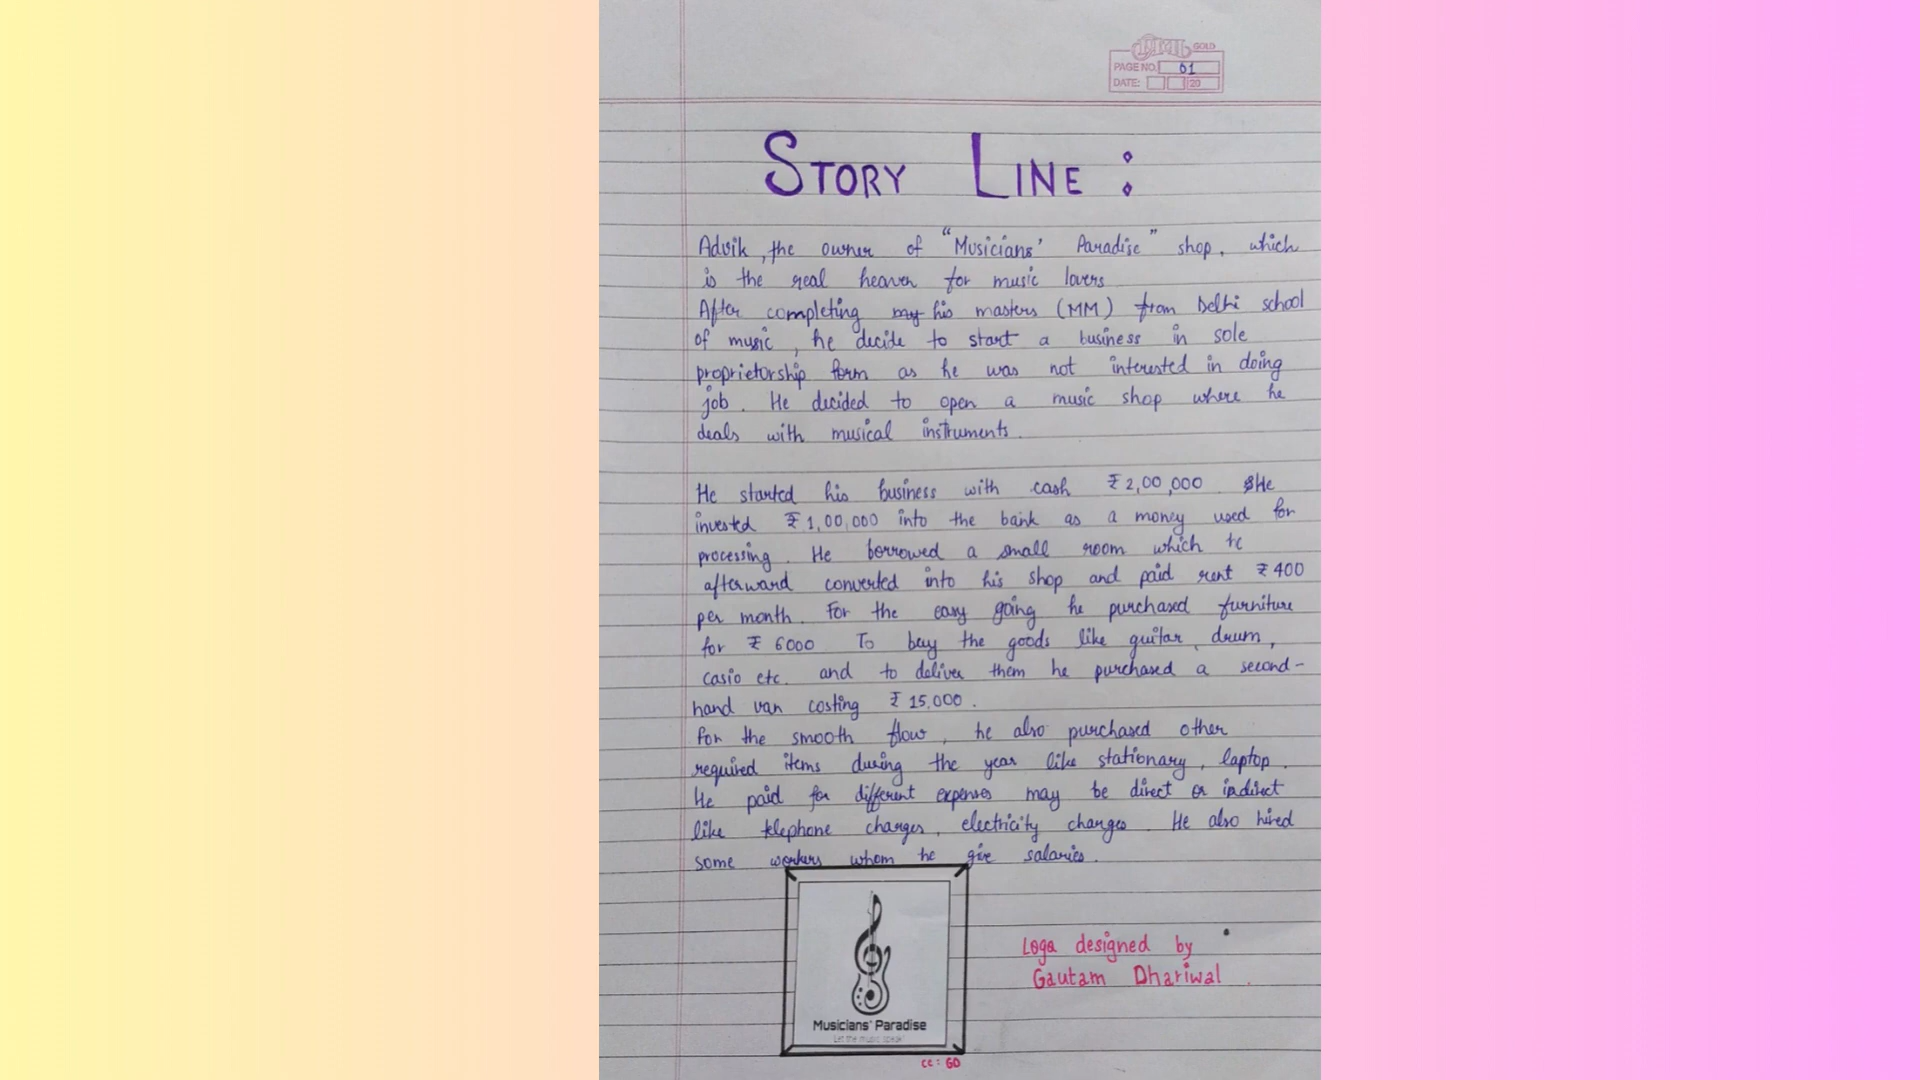 GOLD
PAGE NO. 01
DATE: 20
STORY LINE :
Advik , the owner of "Musicians' Paradise" shop, which
is the real heaven for music lovers
After completing my his masters (MM) from Delhi school
of music , he decide to start a business in sole
proprietorship form as he was not interested in doing
job. He decided to open a music shop where he
deals with musical instruments.
He started his business with cash ₹ 2,00,000. He
invested ₹ 1,00,000 into the bank as a money used for
processing. He borrowed a small room which he
afterward converted into his shop and paid rent ₹ 400
per month. For the easy going he purchased furniture
for ₹ 6000 To buy the goods like guitar, drum,
casio etc. and to deliver them he purchased a second-
hand van costing ₹ 15,000.
For the smooth flow, he also purchased other
required items during the year like stationary, laptop.
He paid for different expenses may be direct or indirect
like telephone charges, electricity charges. He also hired
some workers whom he give salaries.
Musicians' Paradise
Let the music speak
cc: GD
Logo designed by
Gautam Dhariwal.